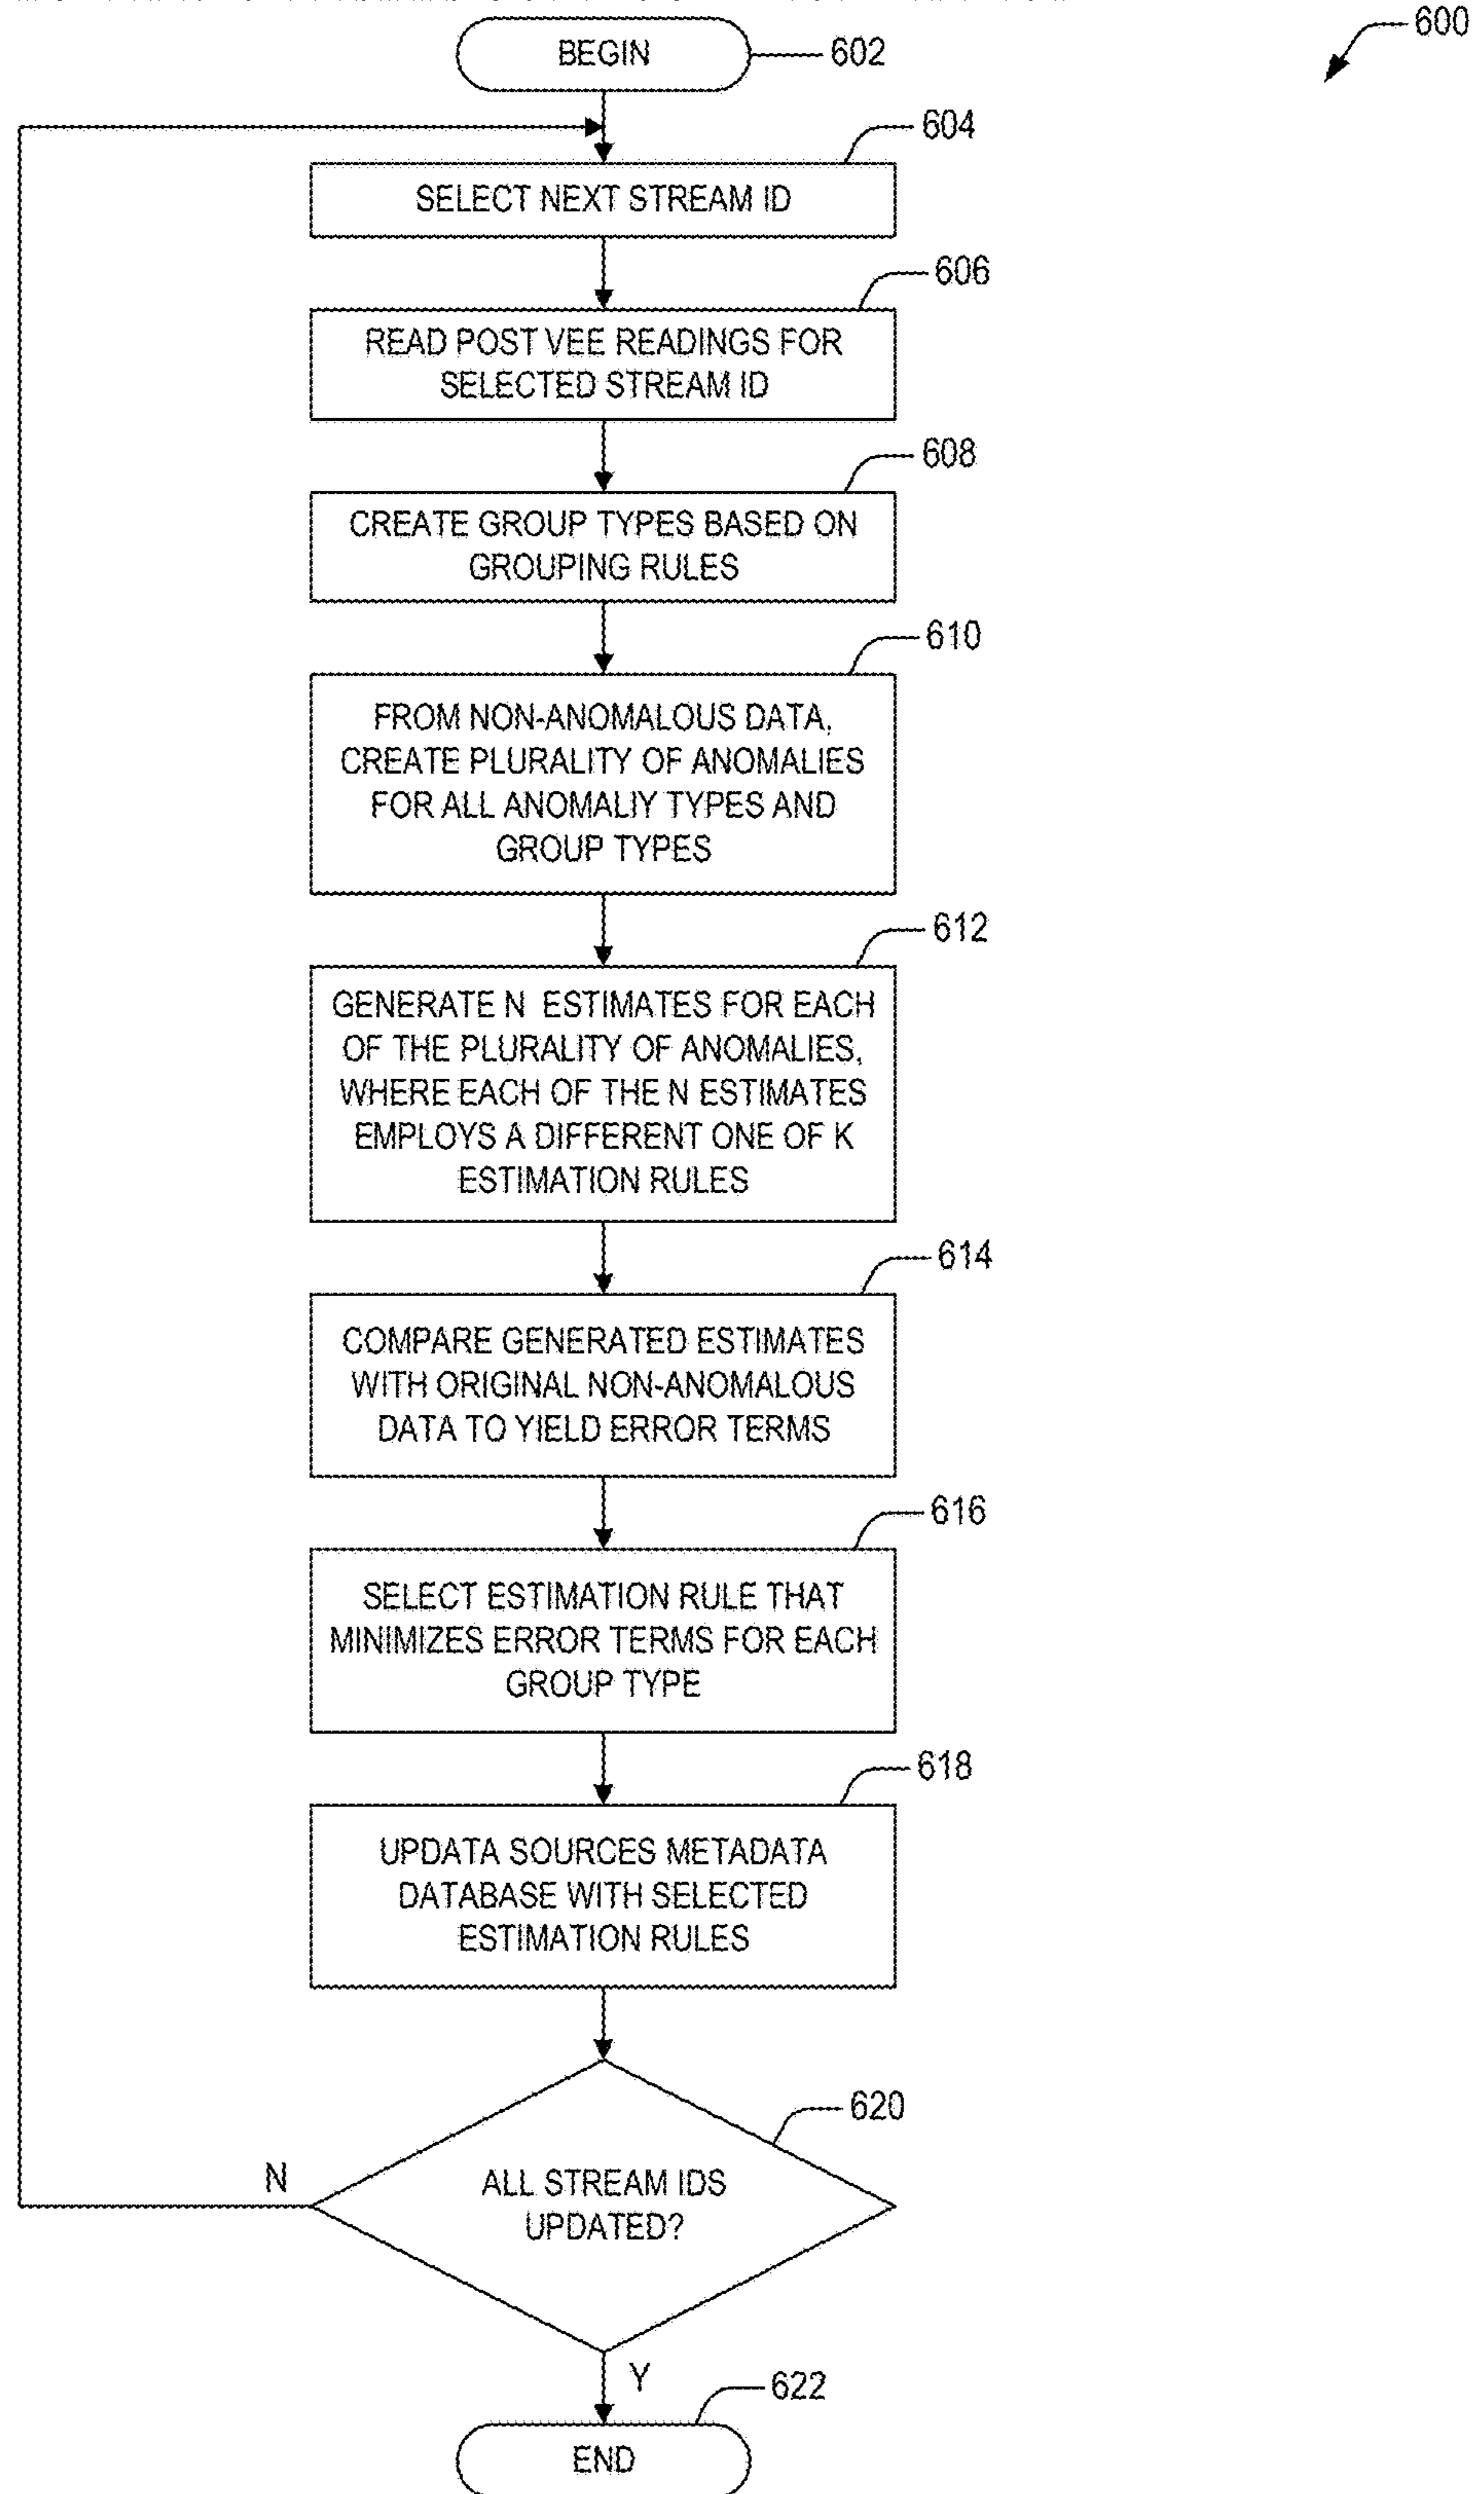 600
BEGIN
602
604
SELECT NEXT STREAM ID
606
READ POST VEE READINGS FOR
SELECTED STREAM ID
608
CREATE GROUP TYPES BASED ON
GROUPING RULES
610
FROM NON-ANOMALOUS DATA,
CREATE PLURALITY OF ANOMALIES
FOR ALL ANOMALIY TYPES AND
GROUP TYPES
612
GENERATE N ESTIMATES FOR EACH
OF THE PLURALITY OF ANOMALIES,
WHERE EACH OF THE N ESTIMATES
EMPLOYS A DIFFERENT ONE OF K
ESTIMATION RULES
614
COMPARE GENERATED ESTIMATES
WITH ORIGINAL NON-ANOMALOUS
DATA TO YIELD ERROR TERMS
616
SELECT ESTIMATION RULE THAT
MINIMIZES ERROR TERMS FOR EACH
GROUP TYPE
618
UPDATA SOURCES METADATA
DATABASE WITH SELECTED
ESTIMATION RULES
620
N
ALL STREAM IDS
UPDATED?
Y
622
END